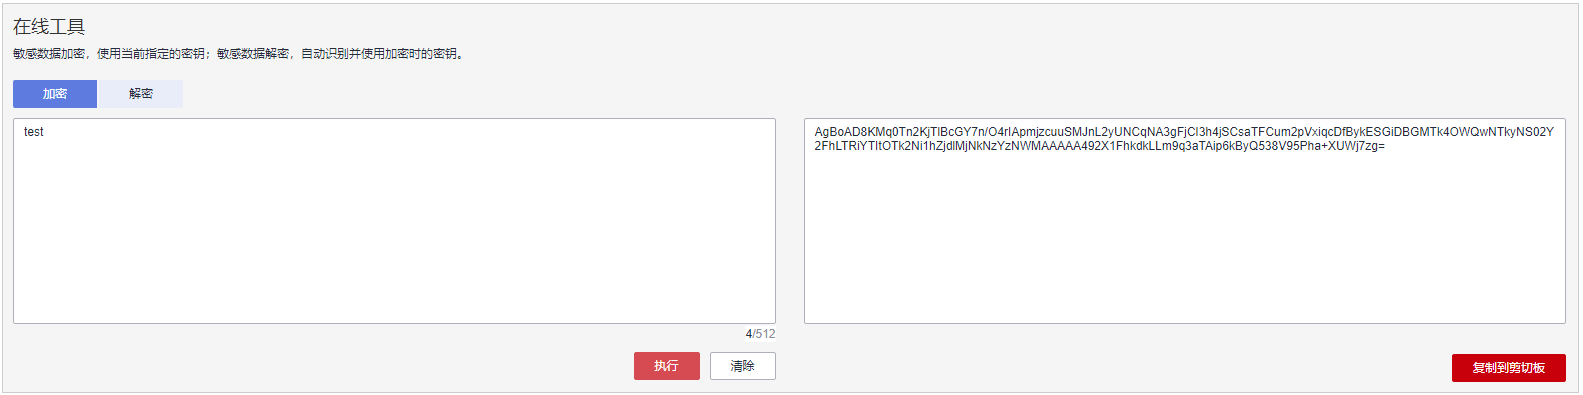 在线工具
敏感数据加密，使用当前指定的密钥；敏感数据解密，自动识别并使用加密时的密钥。
加密 解密
test
AgBoAD8KMq0Tn2KjTlBcGY7n/O4rIApmjzcuuSMJnL2yUNCqNA3gFjCl3h4jSCsaTFCum2pVxiqcDfBykESGiDBGMTk4OWQwNTkyNS02Y
2FhLTRiYTItOTk2Ni1hZjdlMjNkNzYzNWMAAAAA492X1FhkdkLLm9q3aTAip6kByQ538V95Pha+XUWj7zg=
4/512
执行 清除
复制到剪切板